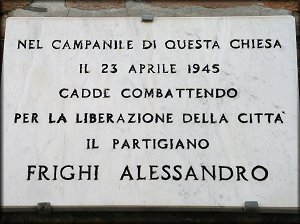 NEL CAMPANILE DI QUESTA CHIESA
IL 23 APRILE 1945
CADDE COMBATTENDO
PER LA LIBERAZIONE DELLA CITTA'
IL PARTIGIANO
FRIGHI ALESSANDRO